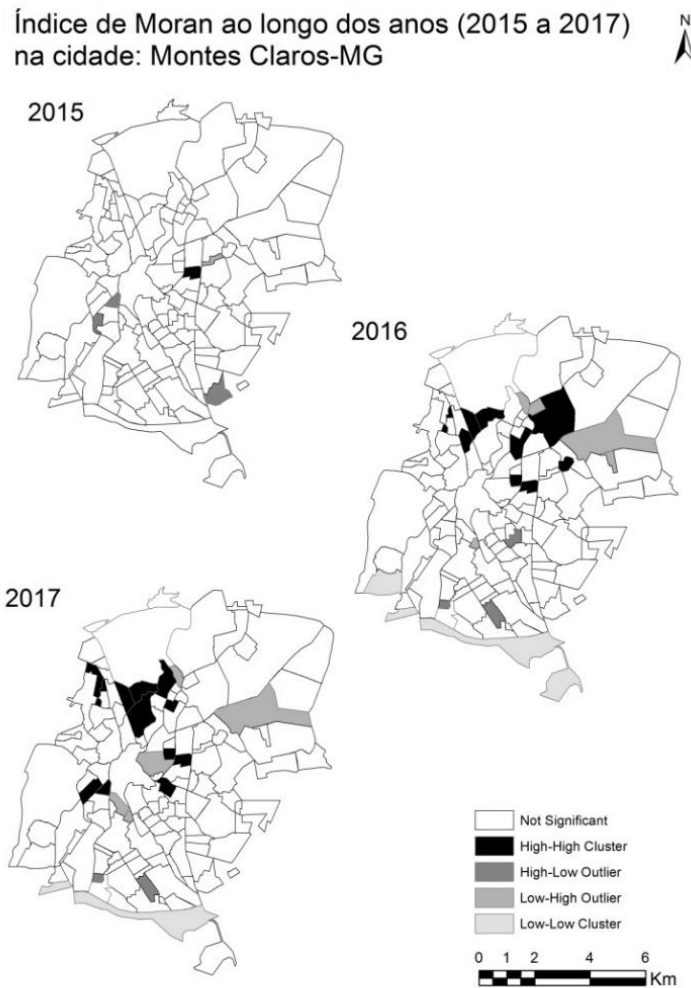 Índice de Moran ao longo dos anos (2015 a 2017)
na cidade: Montes Claros-MG
N
2015
2016
2017
Not Significant
High-High Cluster
High-Low Outlier
Low-High Outlier
Low-Low Cluster
0 1 2 4 6
Km